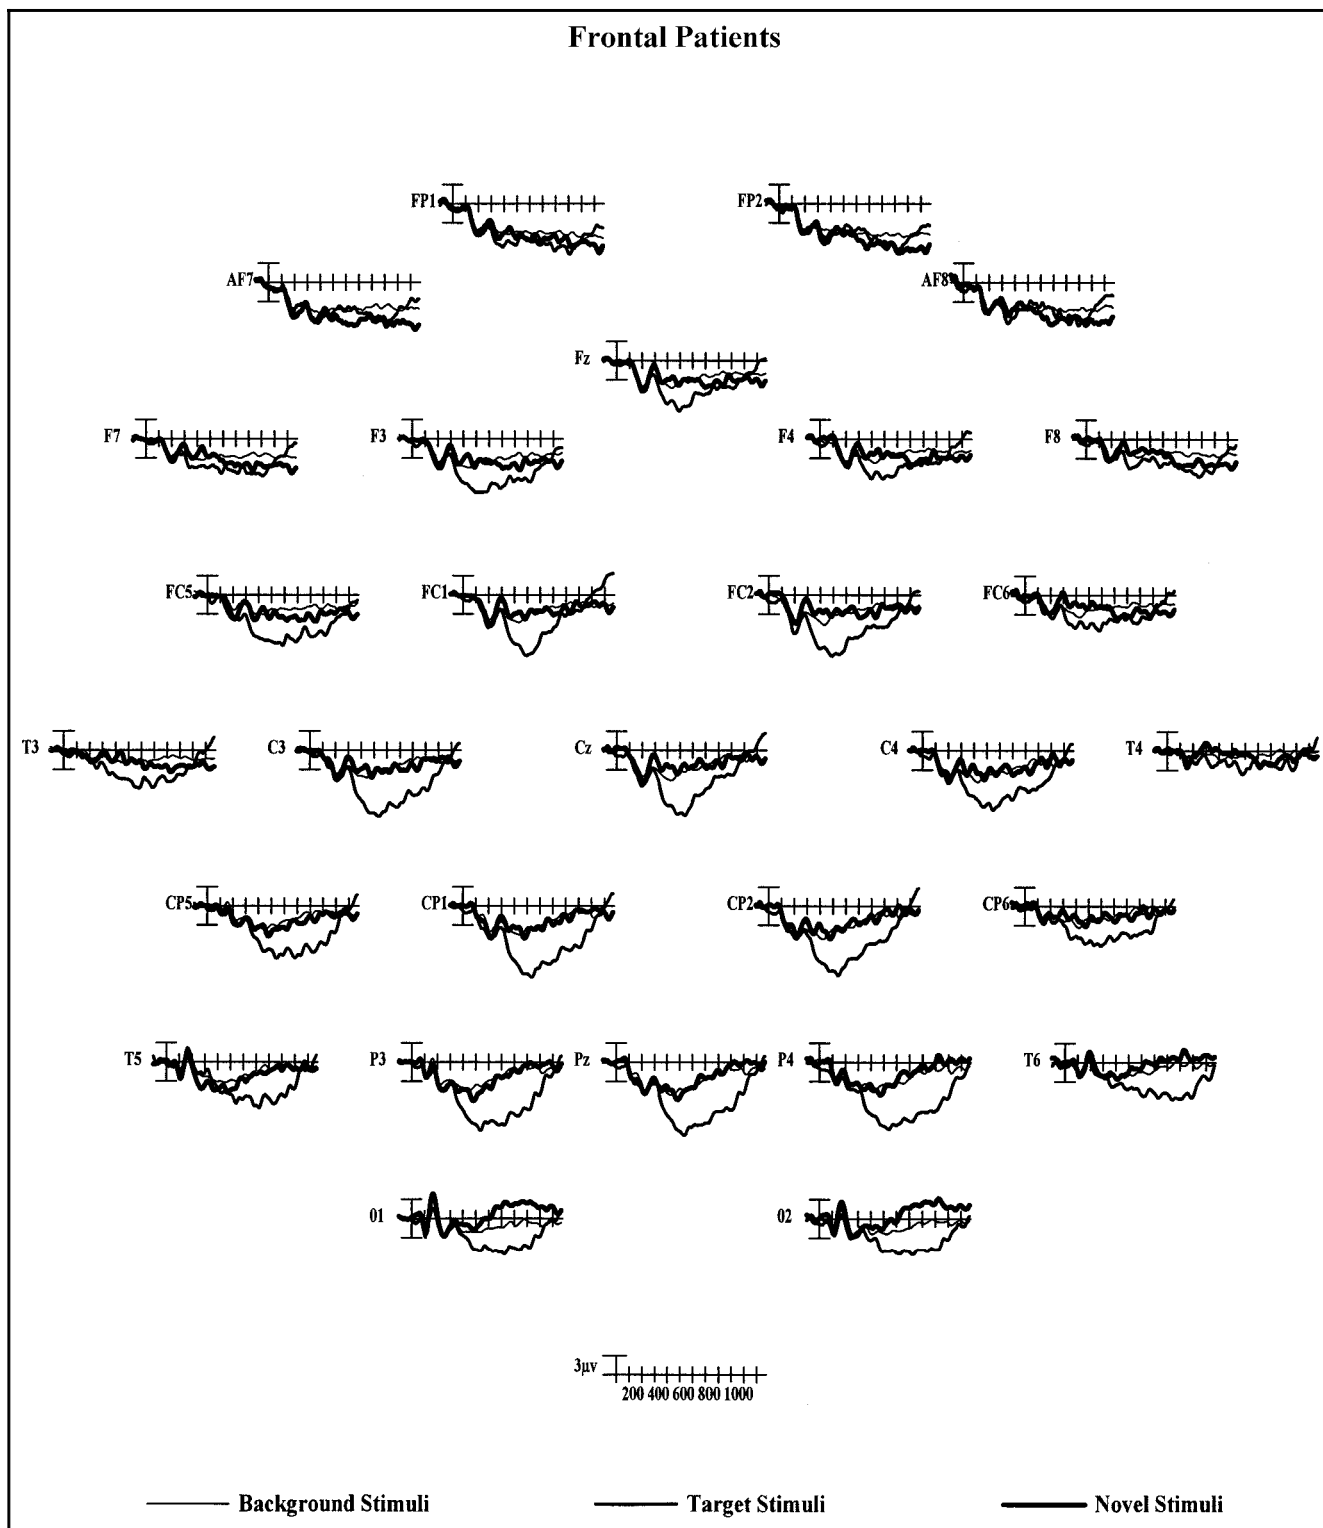 Frontal Patients
FP1
FP2
AF7
AF8
Fz
F7
F3
F4
F8
FC5
FC1
FC2
FC6
T3
C3
Cz
C4
T4
CP5
CP1
CP2
CP6
T5
P3
Pz
P4
T6
01
02
3μv
200 400 600 800 1000
Background Stimuli
Target Stimuli
Novel Stimuli